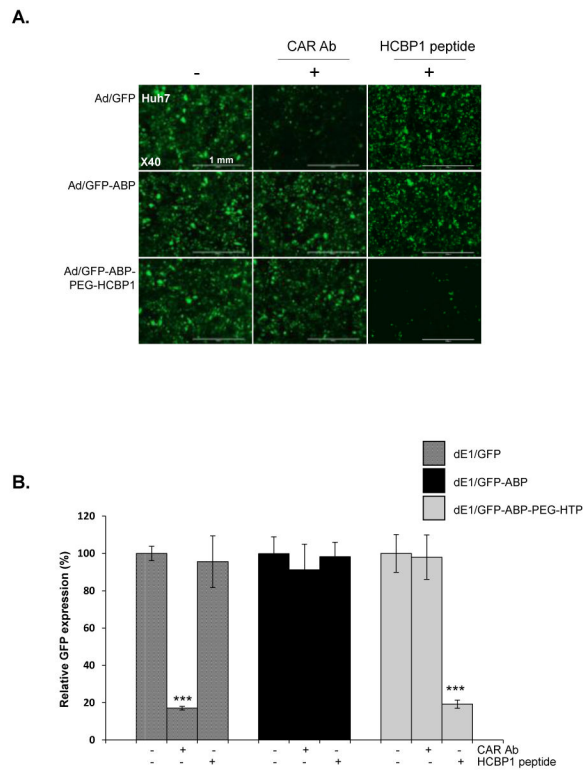 A.
CAR Ab HCBP1 peptide
- + +
Ad/GFP
Huh7
X40
1 mm
Ad/GFP-ABP
Ad/GFP-ABP-
PEG-HCBP1
dE1/GFP
dE1/GFP-ABP
dE1/GFP-ABP-PEG-HTP
B.
Relative GFP expression (%)
120
100
80
60
40
20
0
*** ***
- + - - + - - + - CAR Ab
- - + - - + - - + HCBP1 peptide